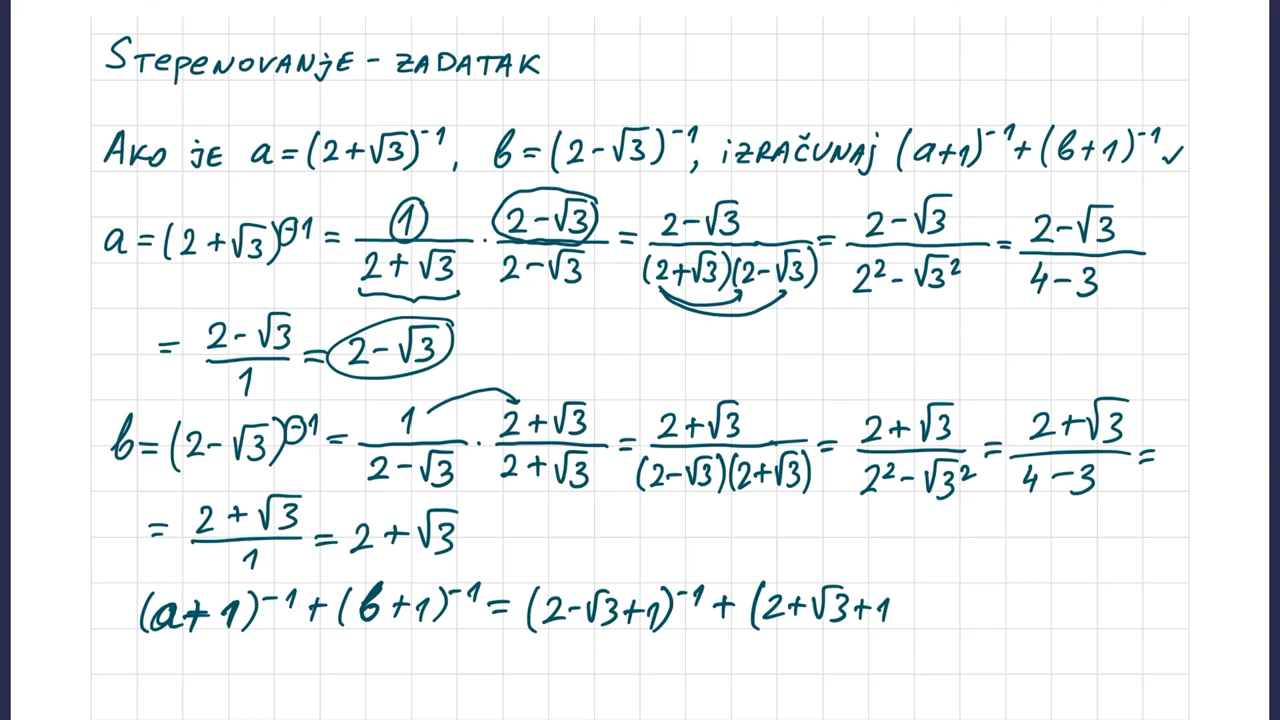 Stepenovanje - zadatak
Ako je a = (2+√3)⁻¹, b = (2-√3)⁻¹, izračunaj (a+1)⁻¹ + (b+1)⁻¹ ✓
a = (2+√3)⁻¹ = 1/(2+√3) · (2-√3)/(2-√3) = (2-√3)/((2+√3)(2-√3)) = (2-√3)/(2²-√3²) = (2-√3)/(4-3)
= (2-√3)/1 = 2-√3
b = (2-√3)⁻¹ = 1/(2-√3) · (2+√3)/(2+√3) = (2+√3)/((2-√3)(2+√3)) = (2+√3)/(2²-√3²) = (2+√3)/(4-3) =
= (2+√3)/1 = 2+√3
(a+1)⁻¹ + (b+1)⁻¹ = (2-√3+1)⁻¹ + (2+√3+1